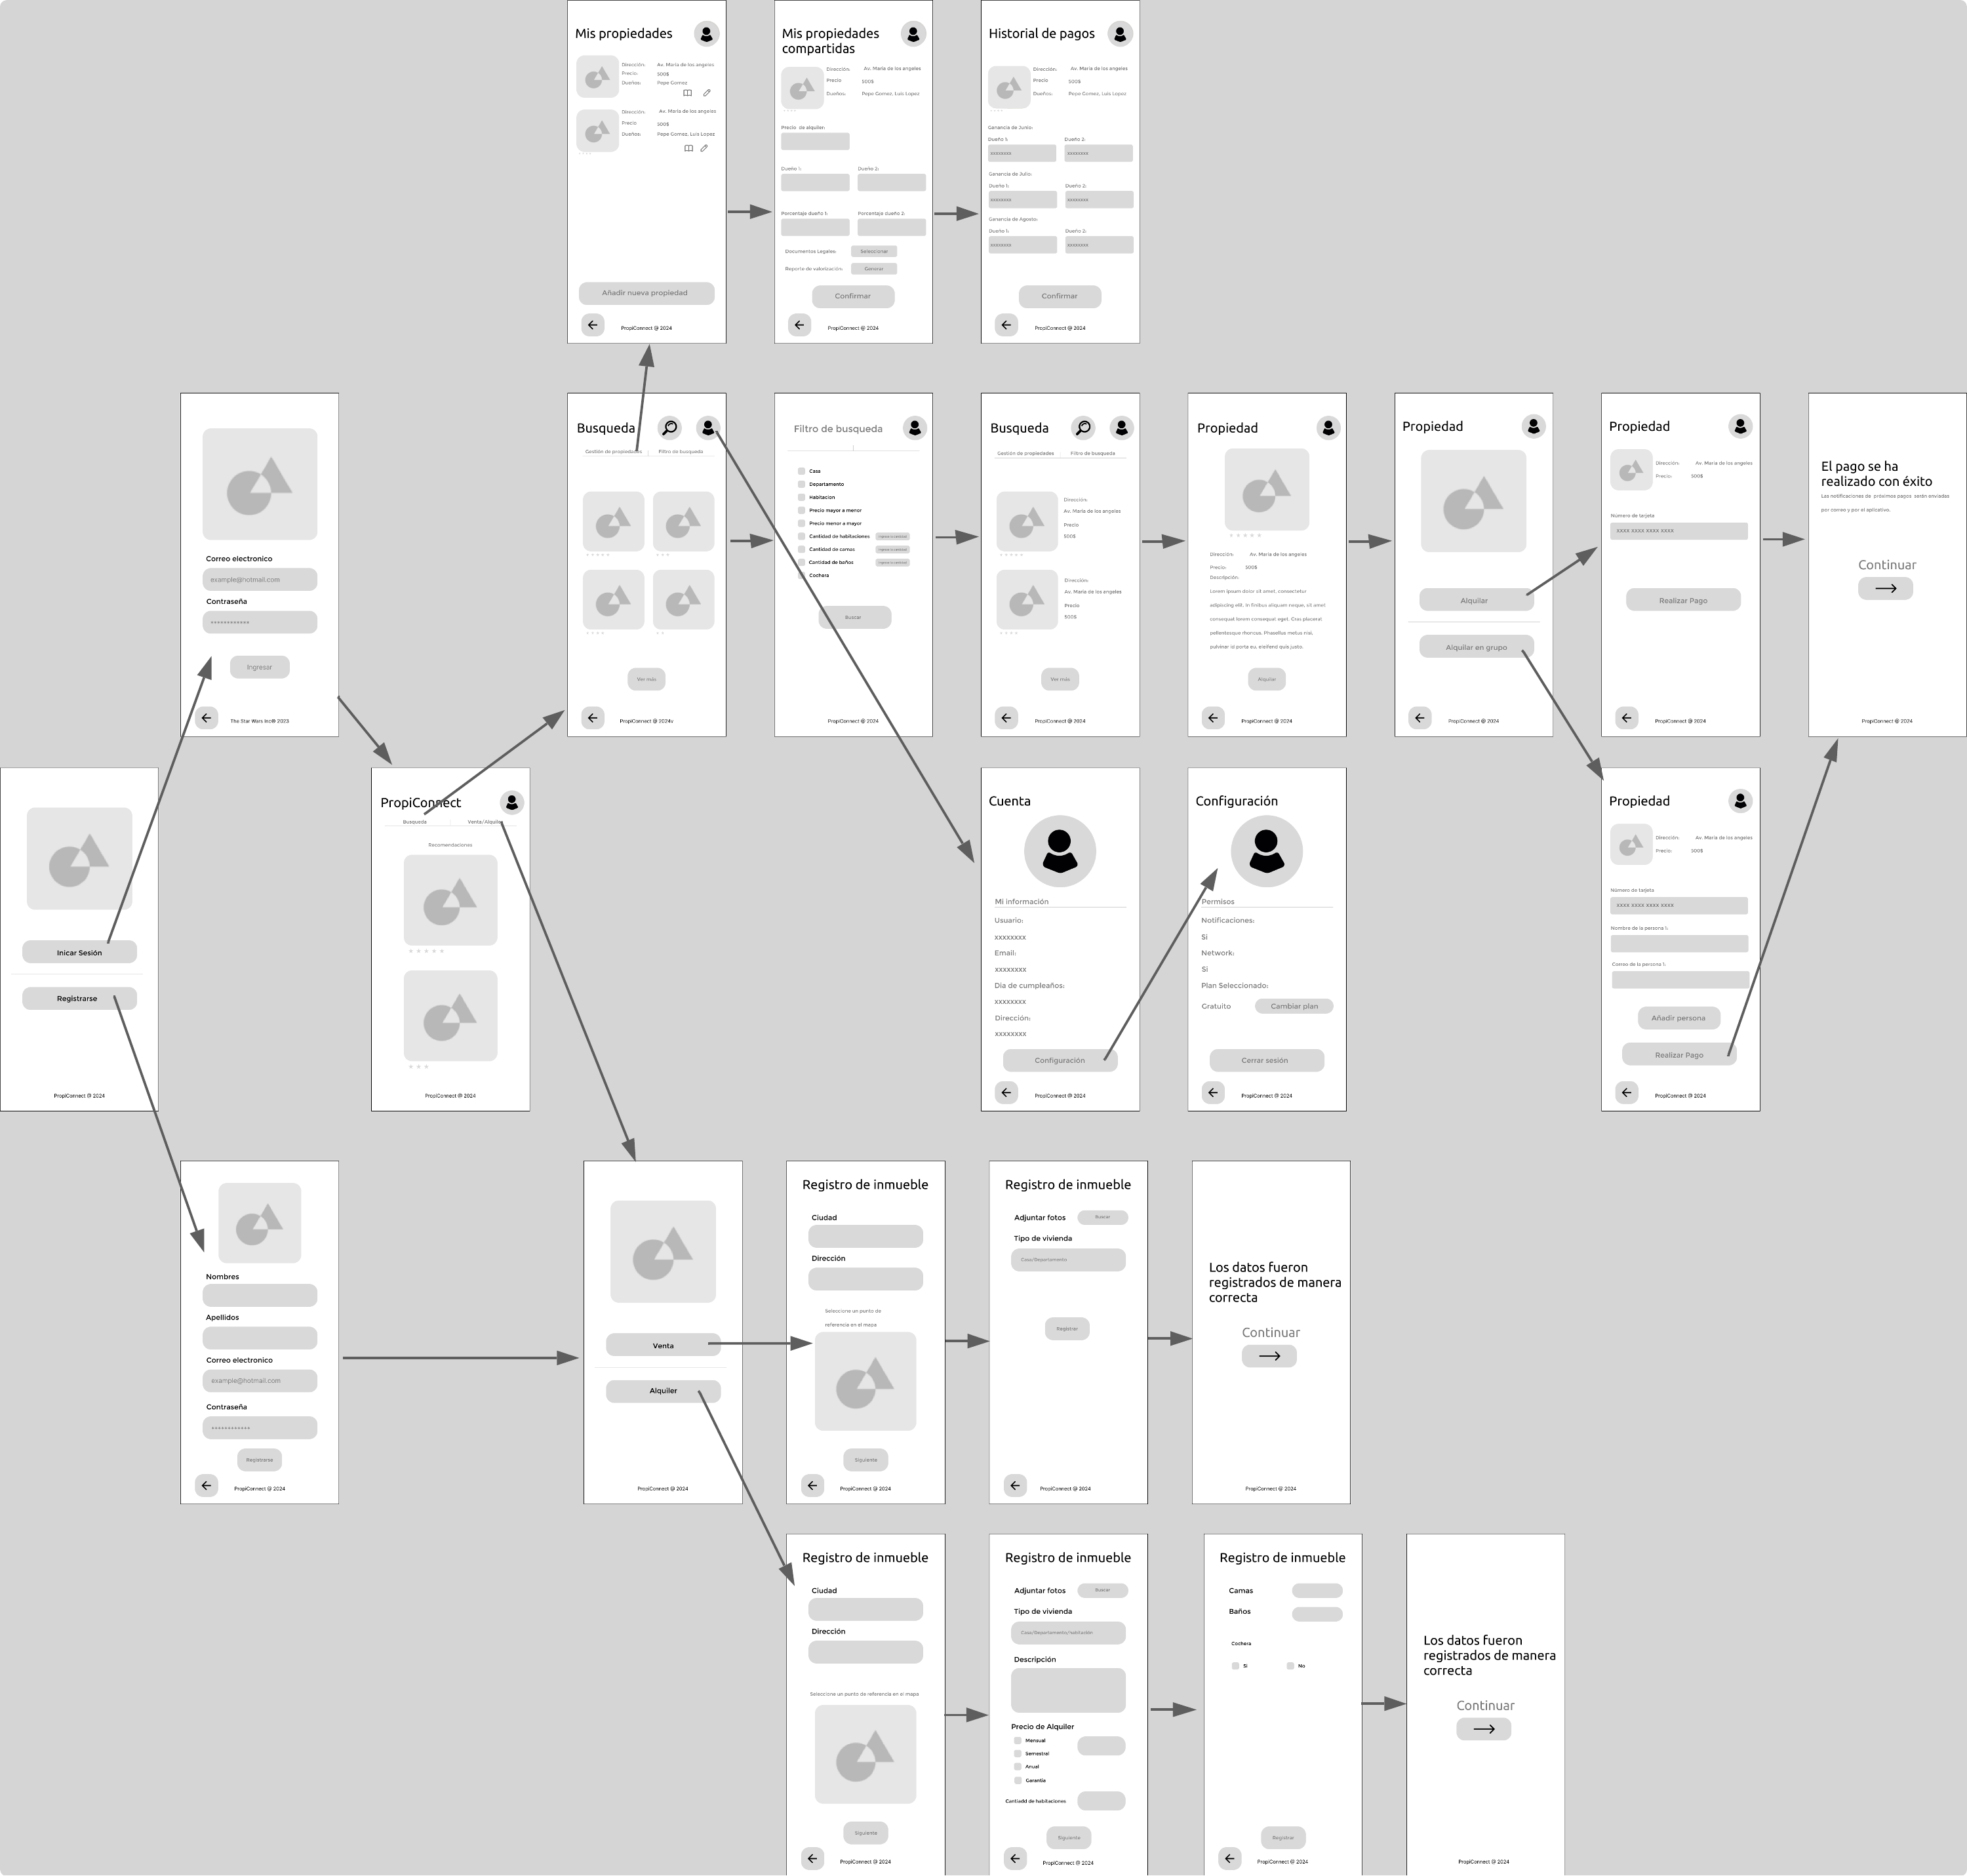 Mis propiedades
Dirección: Av. Maria de los angeles
Precio: 500$
Dueños: Pepe Gomez
Dirección: Av. Maria de los angeles
Precio 500$
Dueños: Pepe Gomez, Luis Lopez
Añadir nueva propiedad
PropiConnect @ 2024
Mis propiedades
compartidas
Dirección: Av. Maria de los angeles
Precio 500$
Dueños: Pepe Gomez, Luis Lopez
Precio de alquiler:
Dueño 1: Dueño 2:
Porcentaje dueño 1: Porcentaje dueño 2:
Documentos Legales: Seleccionar
Reporte de valorización: Generar
Confirmar
PropiConnect @ 2024
Historial de pagos
Dirección: Av. Maria de los angeles
Precio 500$
Dueños: Pepe Gomez, Luis Lopez
Ganancia de Junio:
Dueño 1: Dueño 2:
xxxxxxxx xxxxxxxx
Ganancia de Julio:
Dueño 1: Dueño 2:
xxxxxxxx xxxxxxxx
Ganancia de Agosto:
Dueño 1: Dueño 2:
xxxxxxxx xxxxxxxx
Confirmar
PropiConnect @ 2024
Correo electronico
example@hotmail.com
Contraseña
************
Ingresar
The Star Wars Inc® 2023
Busqueda
Gestión de propiedades Filtro de busqueda
Ver más
PropiConnect @ 2024v
Filtro de busqueda
Casa
Departamento
Habitacion
Precio mayor a menor
Precio menor a mayor
Cantidad de habitaciones
Cantidad de camas
Cantidad de baños
Cochera
Buscar
PropiConnect @ 2024
Busqueda
Gestión de propiedades Filtro de busqueda
Dirección:
Av. Maria de los angeles
Precio
500$
Dirección:
Av. Maria de los angeles
Precio
500$
Ver más
PropiConnect @ 2024
Propiedad
Dirección: Av. Maria de los angeles
Precio: 500$
Descripción:
Lorem ipsum dolor sit amet, consectetur
adipiscing elit. In finibus aliquam neque, sit amet
consequat lorem consequat eget. Cras placerat
pellentesque rhoncus. Phasellus metus nisl,
pulvinar id porta eu, eleifend quis justo.
Alquilar
PropiConnect @ 2024
Propiedad
Alquilar
Alquilar en grupo
PropiConnect @ 2024
Propiedad
Dirección: Av. Maria de los angeles
Precio: 500$
Número de tarjeta
xxxx xxxx xxxx xxxx
Realizar Pago
PropiConnect @ 2024
El pago se ha
realizado con éxito
Las notificaciones de próximos pagos serán enviadas
por correo y por el aplicativo.
Continuar
PropiConnect @ 2024
Inicar Sesión
Registrarse
PropiConnect @ 2024
PropiConnect
Busqueda Venta/Alquiler
Recomendaciones
PropiConnect @ 2024
Cuenta
Mi información
Usuario:
xxxxxxxx
Email:
xxxxxxxx
Dia de cumpleaños:
xxxxxxxx
Dirección:
xxxxxxxx
Configuración
PropiConnect @ 2024
Configuración
Permisos
Notificaciones:
Si
Network:
Si
Plan Seleccionado:
Gratuito Cambiar plan
Cerrar sesión
PropiConnect @ 2024
Propiedad
Dirección: Av. Maria de los angeles
Precio: 500$
Número de tarjeta
xxxx xxxx xxxx xxxx
Nombre de la persona 1:
Correo de la persona 1:
Añadir persona
Realizar Pago
PropiConnect @ 2024
Nombres
Apellidos
Correo electronico
example@hotmail.com
Contraseña
************
Registrarse
PropiConnect @ 2024
Venta
Alquiler
PropiConnect @ 2024
Registro de inmueble
Ciudad
Dirección
Seleccione un punto de
referencia en el mapa
Siguiente
PropiConnect @ 2024
Registro de inmueble
Adjuntar fotos Buscar
Tipo de vivienda
Casa/Departamento
Registrar
PropiConnect @ 2024
Los datos fueron
registrados de manera
correcta
Continuar
PropiConnect @ 2024
Registro de inmueble
Ciudad
Dirección
Seleccione un punto de referencia en el mapa
Siguiente
PropiConnect @ 2024
Registro de inmueble
Adjuntar fotos Buscar
Tipo de vivienda
Casa/Departamento/habitación
Descripción
Precio de Alquiler
Mensual
Semestral
Anual
Garantía
Cantiadd de habitaciones
Siguiente
PropiConnect @ 2024
Registro de inmueble
Camas
Baños
Cochera
Si No
Registrar
PropiConnect @ 2024
Los datos fueron
registrados de manera
correcta
Continuar
PropiConnect @ 2024